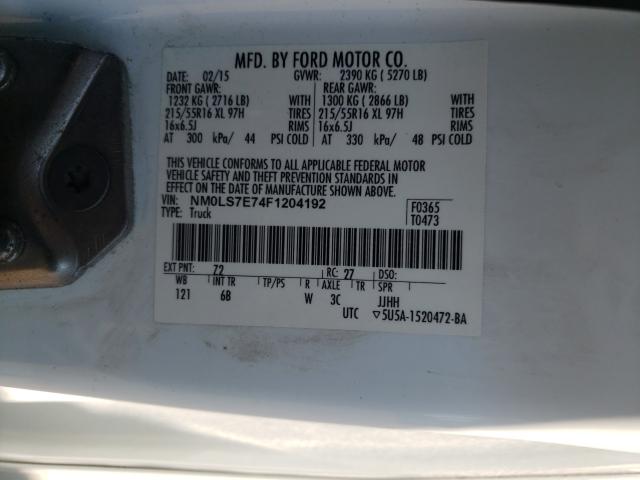 MFD. BY FORD MOTOR CO.
DATE: 02/15 GVWR: 2390 KG ( 5270 LB)
FRONT GAWR: REAR GAWR:
1232 KG ( 2716 LB) WITH 1300 KG ( 2866 LB) WITH
215/55R16 XL 97H TIRES 215/55R16 XL 97H TIRES
16x6.5J RIMS 16x6.5J RIMS
AT 300 kPa/ 44 PSI COLD AT 330 kPa/ 48 PSI COLD
THIS VEHICLE CONFORMS TO ALL APPLICABLE FEDERAL MOTOR
VEHICLE SAFETY AND THEFT PREVENTION STANDARDS IN
EFFECT ON THE DATE OF MANUFACTURE SHOWN ABOVE.
VIN: NM0LS7E74F1204192 F0365
TYPE: Truck T0473
EXT PNT: 72 RC: 27 DSO:
WB INT TR TP/PS R AXLE TR SPR
121 6B W 3C JJHH
UTC ▽5U5A-1520472-BA